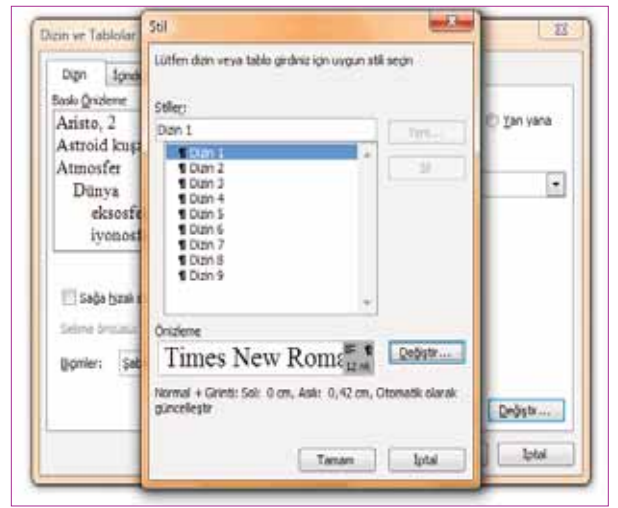 Dizin ve Tablolar
Stil
Dizin
Baskı Önizleme
Aristo, 2
Astroid kuşa
Atmosfer
Dünya
eksosfe
iyonosf
Sağa hizalı
Biçimler: Şab
Lütfen dizin veya tablo girdiniz için uygun stili seçin
Stiller:
Dizin 1
¶ Dizin 1
¶ Dizin 2
¶ Dizin 3
¶ Dizin 4
¶ Dizin 5
¶ Dizin 6
¶ Dizin 7
¶ Dizin 8
¶ Dizin 9
Yeni...
Sil
Önizleme
Times New Roma
12 nk
Değiştir...
Normal + Girinti: Sol: 0 cm, Asılı: 0,42 cm, Otomatik olarak
güncelleştir
Tamam
İptal
Yan yana
Değiştir...
İptal